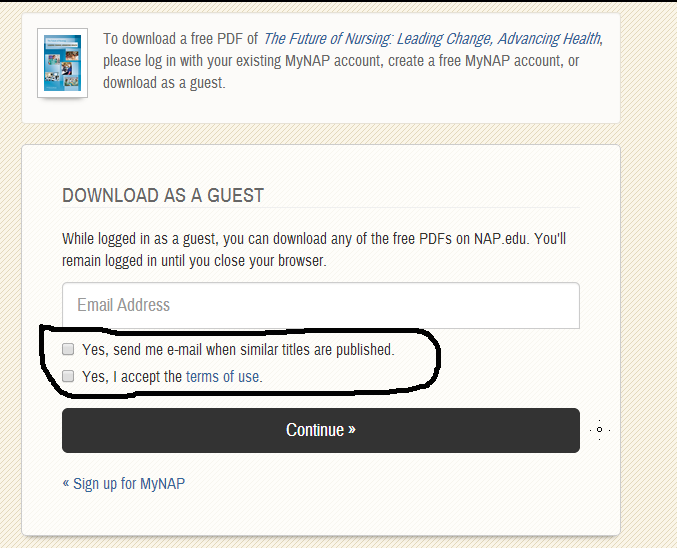 To download a free PDF of The Future of Nursing: Leading Change, Advancing Health,
please log in with your existing MyNAP account, create a free MyNAP account, or
download as a guest.
DOWNLOAD AS A GUEST
While logged in as a guest, you can download any of the free PDFs on NAP.edu. You'll
remain logged in until you close your browser.
Email Address
Yes, send me e-mail when similar titles are published.
Yes, I accept the terms of use.
Continue »
« Sign up for MyNAP